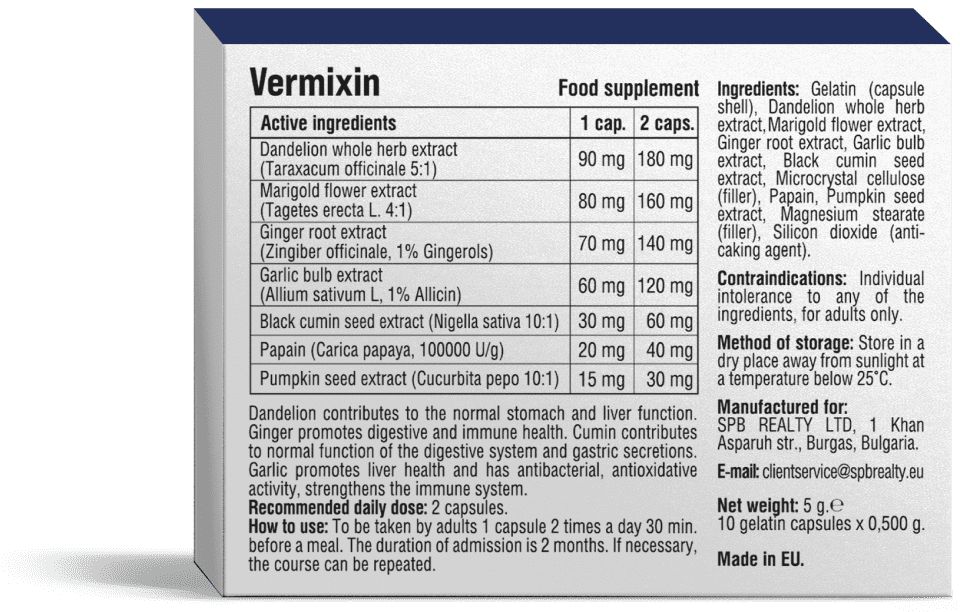 Vermixin
Food supplement
Active ingredients 1 cap. 2 caps.
Dandelion whole herb extract
(Taraxacum officinale 5:1) 90 mg 180 mg
Marigold flower extract
(Tagetes erecta L. 4:1) 80 mg 160 mg
Ginger root extract
(Zingiber officinale, 1% Gingerols) 70 mg 140 mg
Garlic bulb extract
(Allium sativum L, 1% Allicin) 60 mg 120 mg
Black cumin seed extract (Nigella sativa 10:1) 30 mg 60 mg
Papain (Carica papaya, 100000 U/g) 20 mg 40 mg
Pumpkin seed extract (Cucurbita pepo 10:1) 15 mg 30 mg
Dandelion contributes to the normal stomach and liver function.
Ginger promotes digestive and immune health. Cumin contributes
to normal function of the digestive system and gastric secretions.
Garlic promotes liver health and has antibacterial, antioxidative
activity, strengthens the immune system.
Recommended daily dose: 2 capsules.
How to use: To be taken by adults 1 capsule 2 times a day 30 min.
before a meal. The duration of admission is 2 months. If necessary,
the course can be repeated.
Ingredients: Gelatin (capsule
shell), Dandelion whole herb
extract, Marigold flower extract,
Ginger root extract, Garlic bulb
extract, Black cumin seed
extract, Microcrystal cellulose
(filler), Papain, Pumpkin seed
extract, Magnesium stearate
(filler), Silicon dioxide (anti-
caking agent).
Contraindications: Individual
intolerance to any of the
ingredients, for adults only.
Method of storage: Store in a
dry place away from sunlight at
a temperature below 25˚C.
Manufactured for:
SPB REALTY LTD, 1 Khan
Asparuh str., Burgas, Bulgaria.
E-mail: clientservice@spbrealty.eu
Net weight: 5 g.℮
10 gelatin capsules x 0,500 g.
Made in EU.